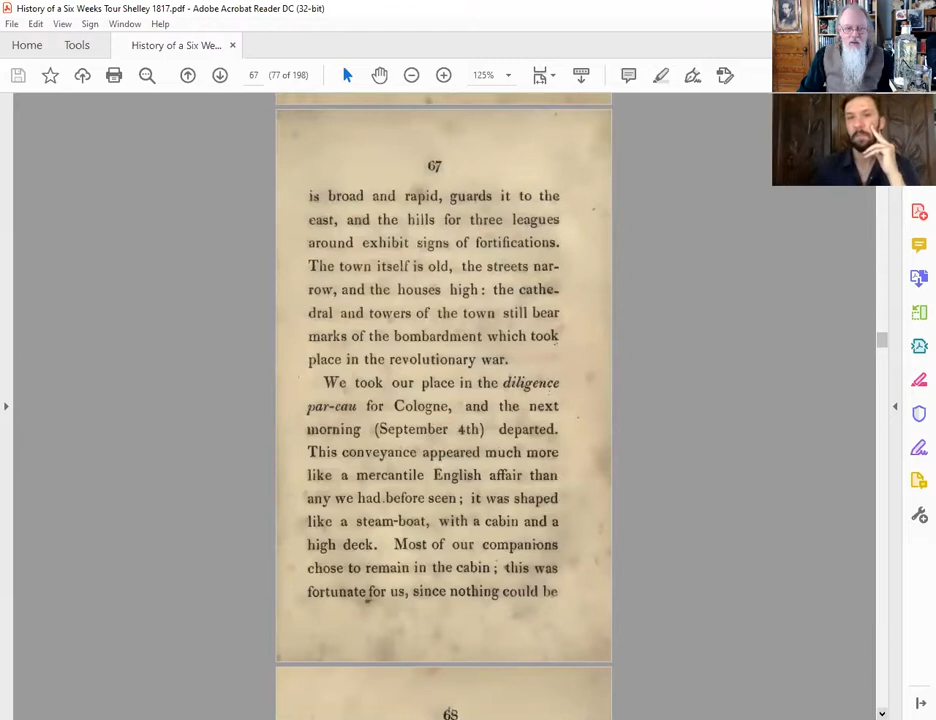 History of a Six Weeks Tour Shelley 1817.pdf - Adobe Acrobat Reader DC (32-bit)
File Edit View Sign Window Help
Home Tools History of a Six We... ×
67 (77 of 198) 125%
67
is broad and rapid, guards it to the
east, and the hills for three leagues
around exhibit signs of fortifications.
The town itself is old, the streets nar-
row, and the houses high: the cathe-
dral and towers of the town still bear
marks of the bombardment which took
place in the revolutionary war.
We took our place in the diligence
par-eau for Cologne, and the next
morning (September 4th) departed.
This conveyance appeared much more
like a mercantile English affair than
any we had before seen; it was shaped
like a steam-boat, with a cabin and a
high deck. Most of our companions
chose to remain in the cabin; this was
fortunate for us, since nothing could be
68